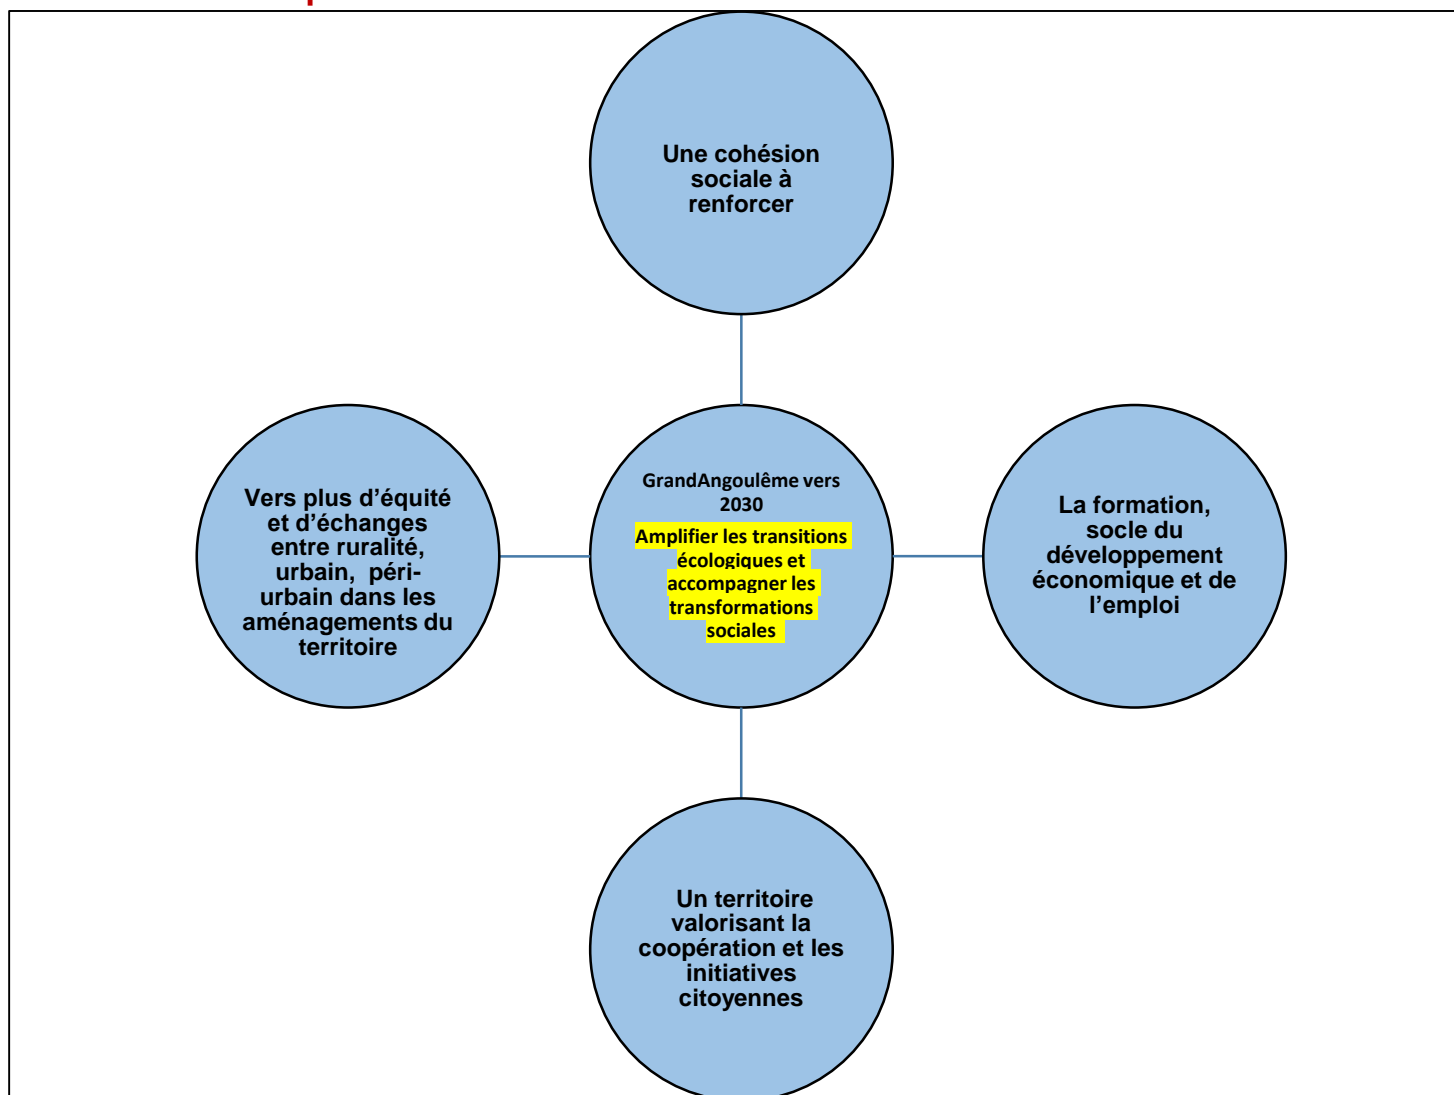 Une cohésion
sociale à
renforcer
Vers plus d’équité
et d’échanges
entre ruralité,
urbain, péri-
urbain dans les
aménagements du
territoire
GrandAngoulême vers
2030
Amplifier les transitions
écologiques et
accompagner les
transformations
sociales
La formation,
socle du
développement
économique et de
l’emploi
Un territoire
valorisant la
coopération et les
initiatives
citoyennes